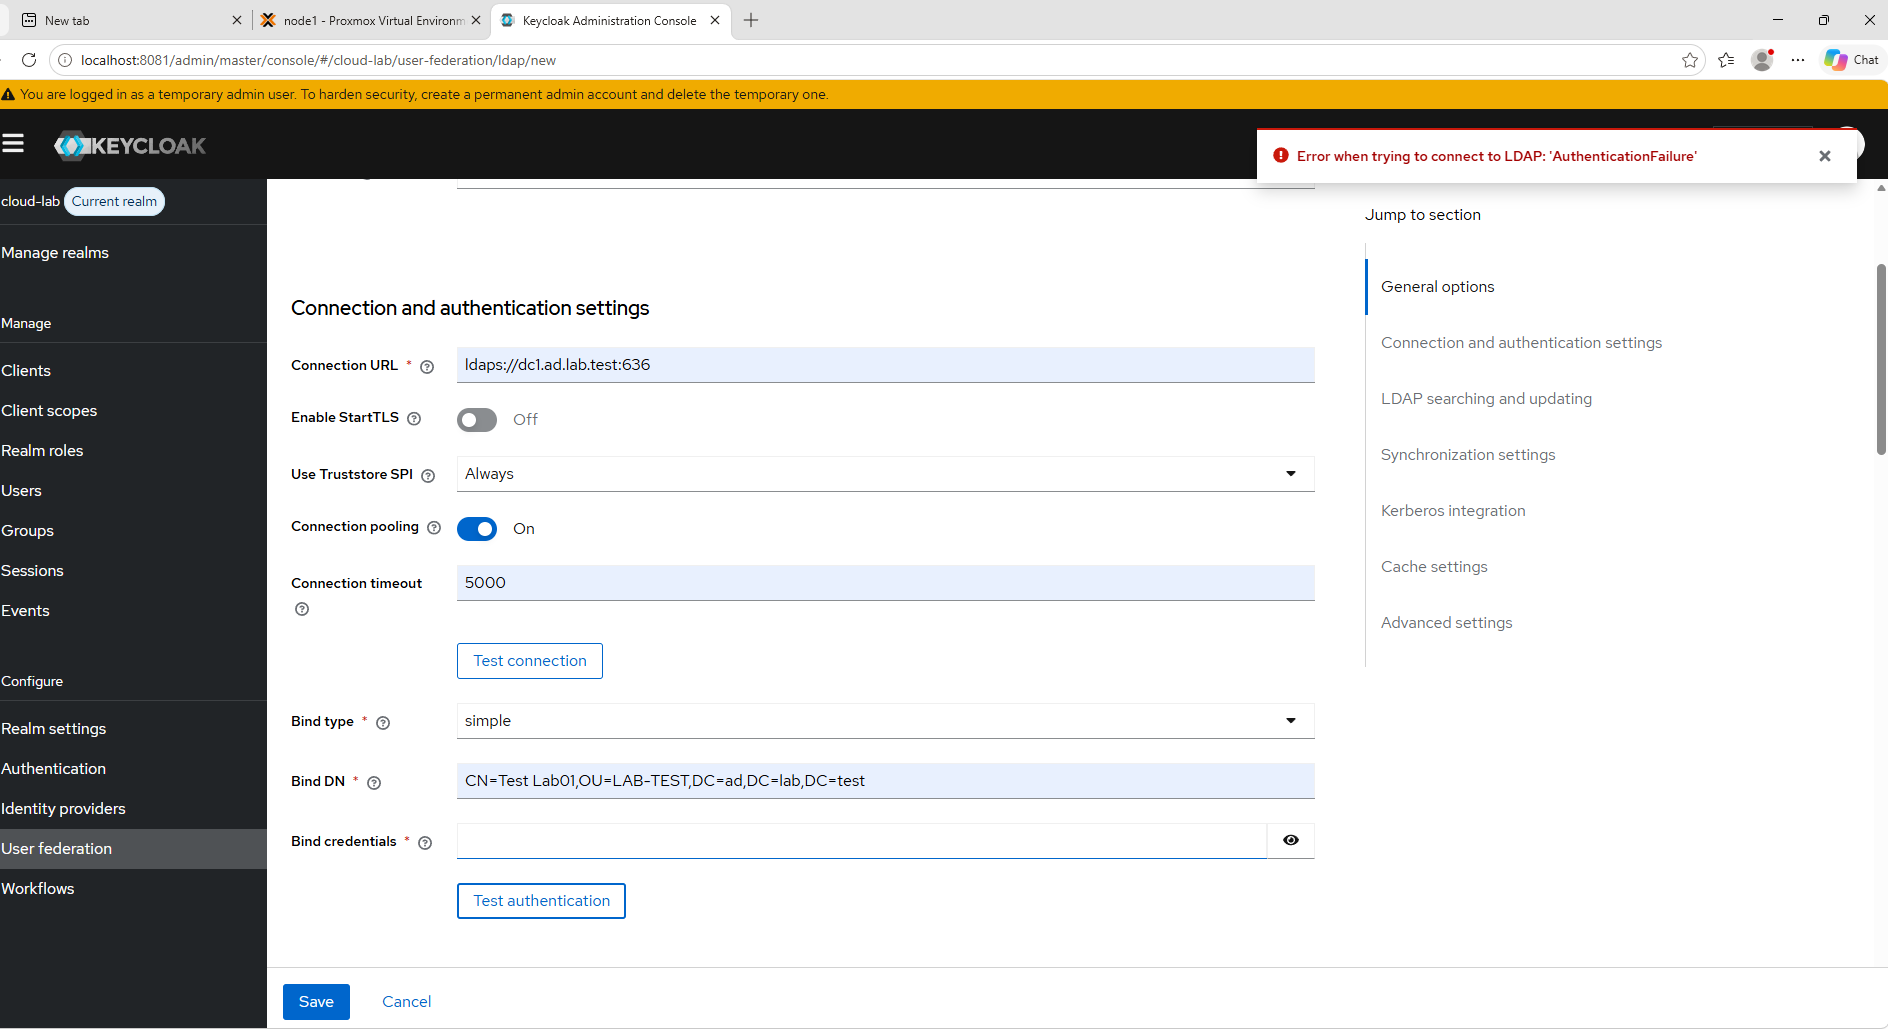 New tab
node1 - Proxmox Virtual Environm
Keycloak Administration Console
localhost:8081/admin/master/console/#/cloud-lab/user-federation/ldap/new
Chat
You are logged in as a temporary admin user. To harden security, create a permanent admin account and delete the temporary one.
KEYCLOAK
Error when trying to connect to LDAP: 'AuthenticationFailure'
cloud-lab Current realm
Manage realms
Manage
Clients
Client scopes
Realm roles
Users
Groups
Sessions
Events
Configure
Realm settings
Authentication
Identity providers
User federation
Workflows
Connection and authentication settings
Connection URL * ldaps://dc1.ad.lab.test:636
Enable StartTLS Off
Use Truststore SPI Always
Connection pooling On
Connection timeout 5000
Test connection
Bind type * simple
Bind DN * CN=Test Lab01,OU=LAB-TEST,DC=ad,DC=lab,DC=test
Bind credentials *
Test authentication
Save Cancel
Jump to section
General options
Connection and authentication settings
LDAP searching and updating
Synchronization settings
Kerberos integration
Cache settings
Advanced settings